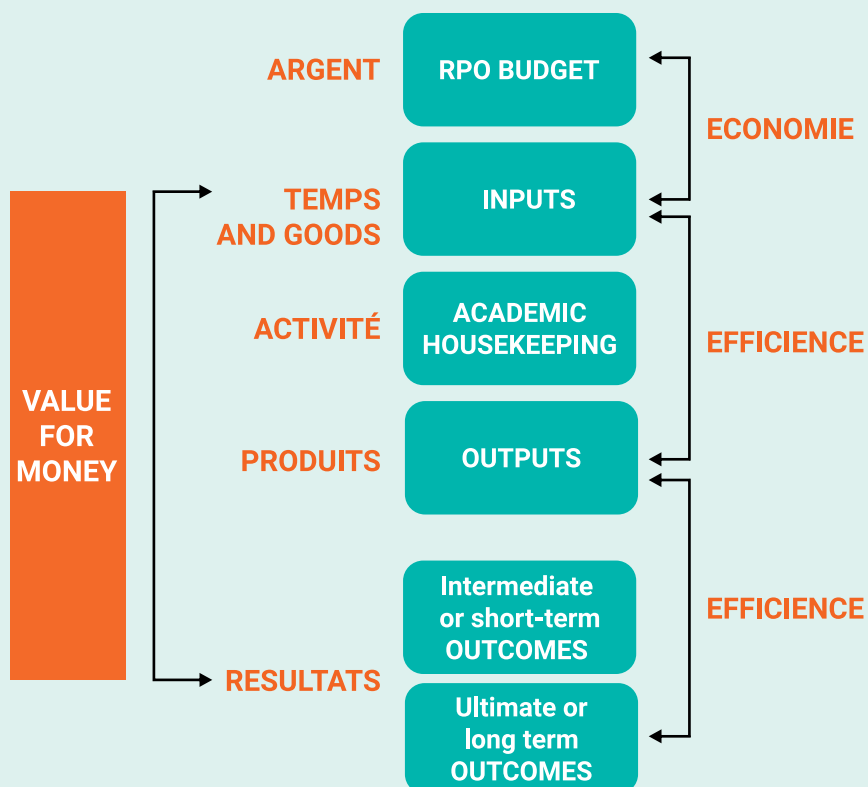 ARGENT
RPO BUDGET
ECONOMIE
TEMPS
AND GOODS
INPUTS
ACTIVITÉ
ACADEMIC
HOUSEKEEPING
EFFICIENCE
VALUE
FOR
MONEY
PRODUITS
OUTPUTS
Intermediate
or short-term
OUTCOMES
EFFICIENCE
RESULTATS
Ultimate or
long term
OUTCOMES